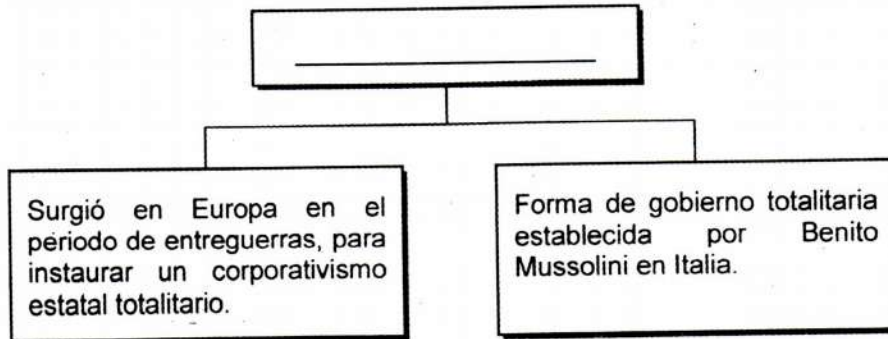 Surgió en Europa en el
periodo de entreguerras, para
instaurar un corporativismo
estatal totalitario.
Forma de gobierno totalitaria
establecida por Benito
Mussolini en Italia.